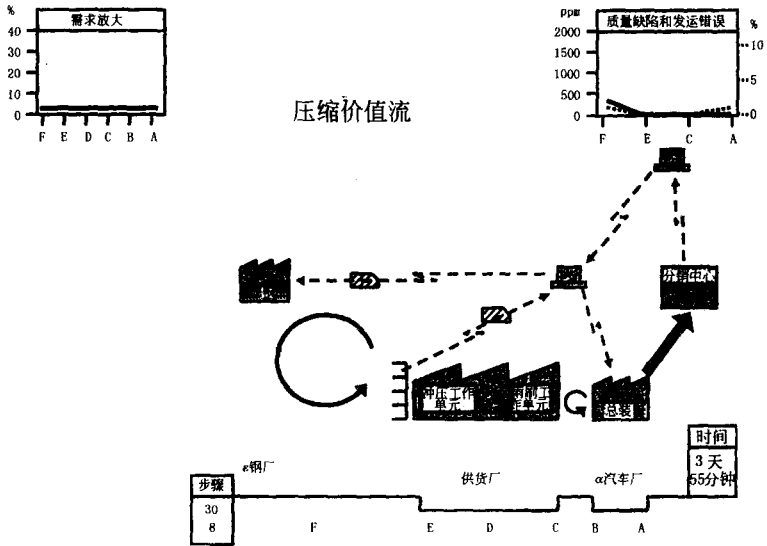 %
需求放大
40
30
20
10
0
F E D C B A
压缩价值流
ppm
质量缺陷和发运错误
%
2000
1500
1000
500
0
10
5
0
F E C A
分销中心
冲压工作
单元
总装
时间
3 天
55分钟
ε钢厂
供货厂
α汽车厂
步骤
30
8
F E D C B A